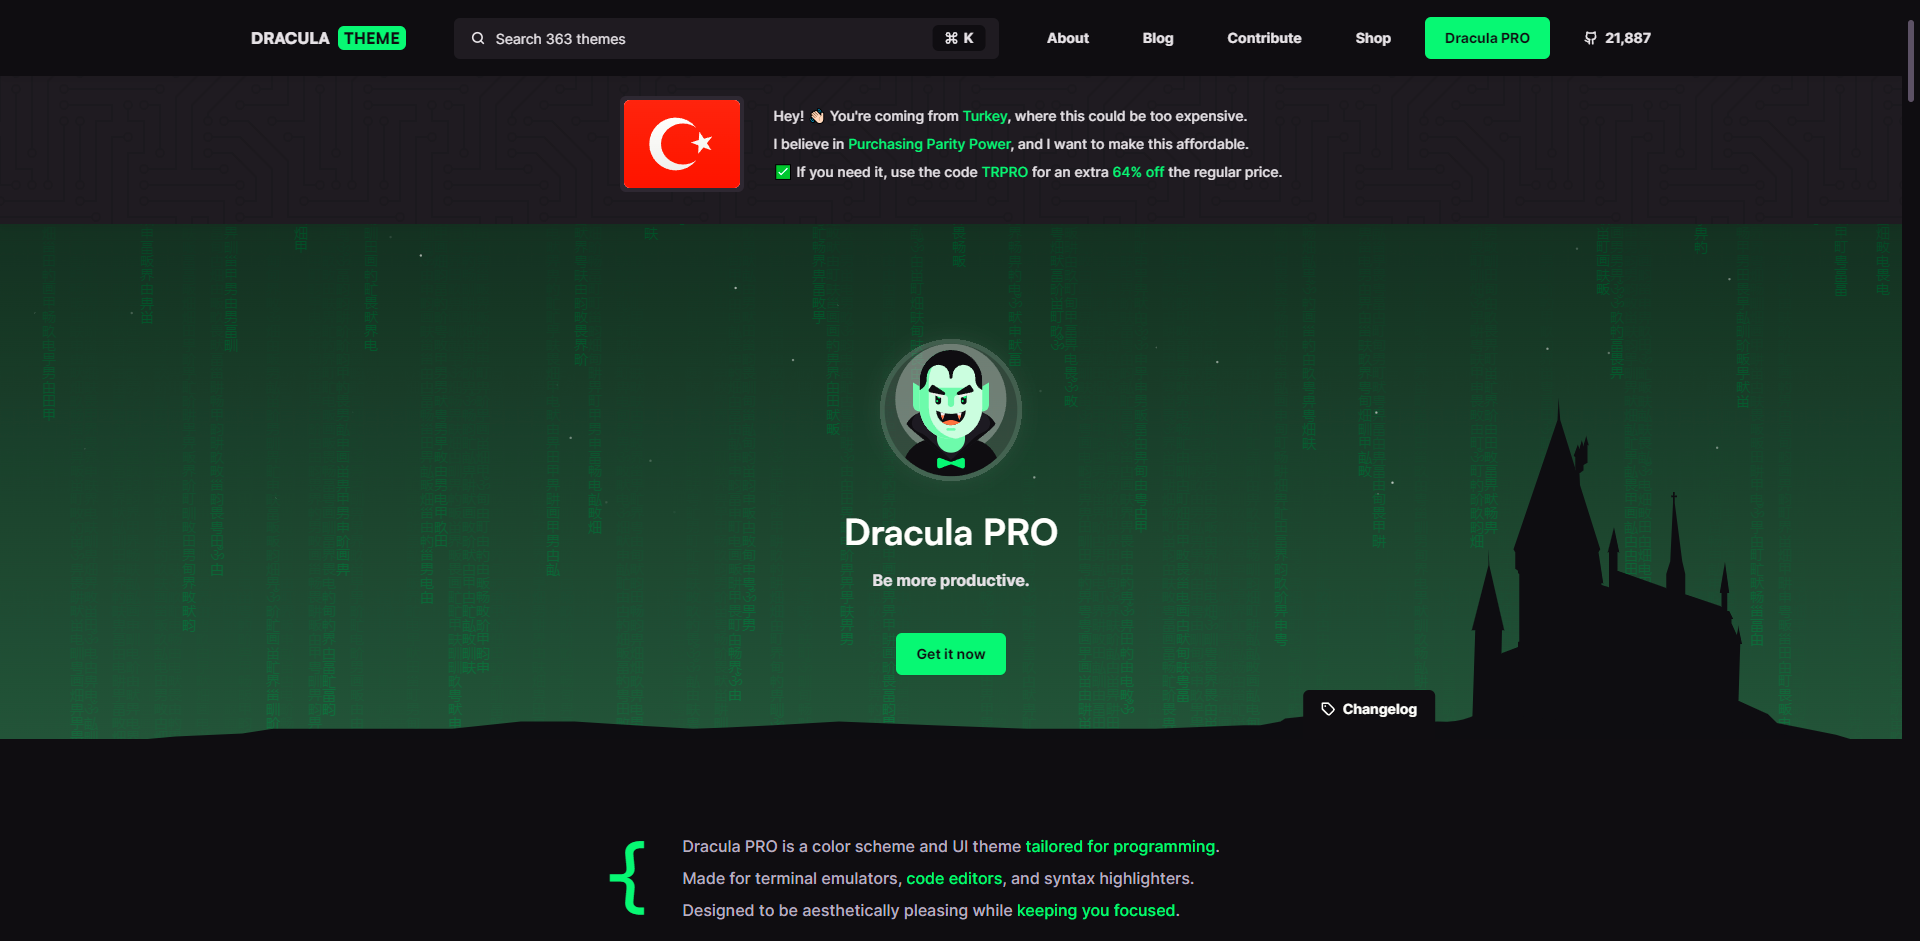 DRACULA THEME
Search 363 themes
⌘ K
About
Blog
Contribute
Shop
Dracula PRO
21,887
Hey! 👋🏻 You're coming from Turkey, where this could be too expensive.
I believe in Purchasing Parity Power, and I want to make this affordable.
✅ If you need it, use the code TRPRO for an extra 64% off the regular price.
Dracula PRO
Be more productive.
Get it now
Changelog
{
Dracula PRO is a color scheme and UI theme tailored for programming.
Made for terminal emulators, code editors, and syntax highlighters.
Designed to be aesthetically pleasing while keeping you focused.